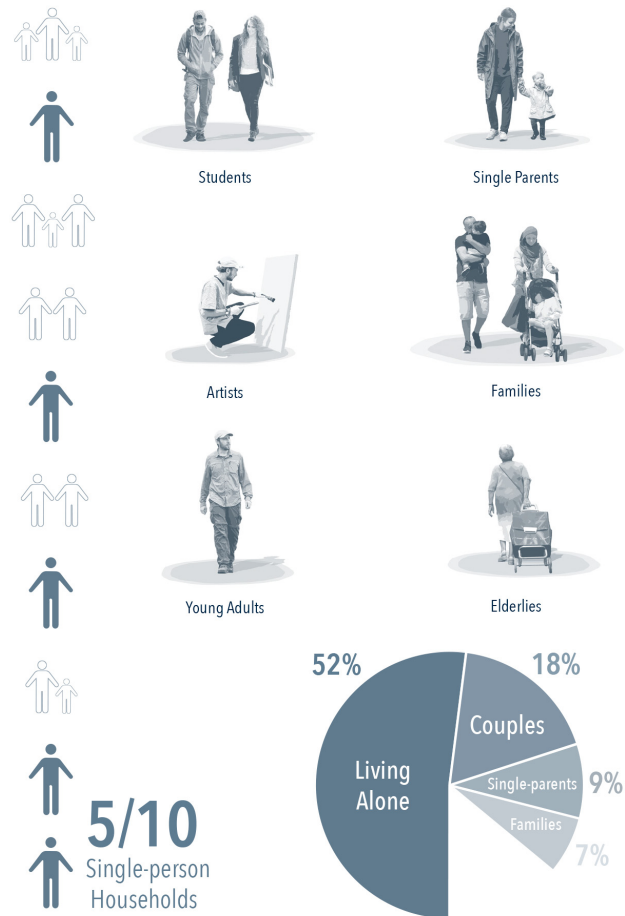 Students
Single Parents
Artists
Families
Young Adults
Elderlies
52%
18%
Couples
Living
Alone
Single-parents
9%
Families
7%
5/10
Single-person
Households